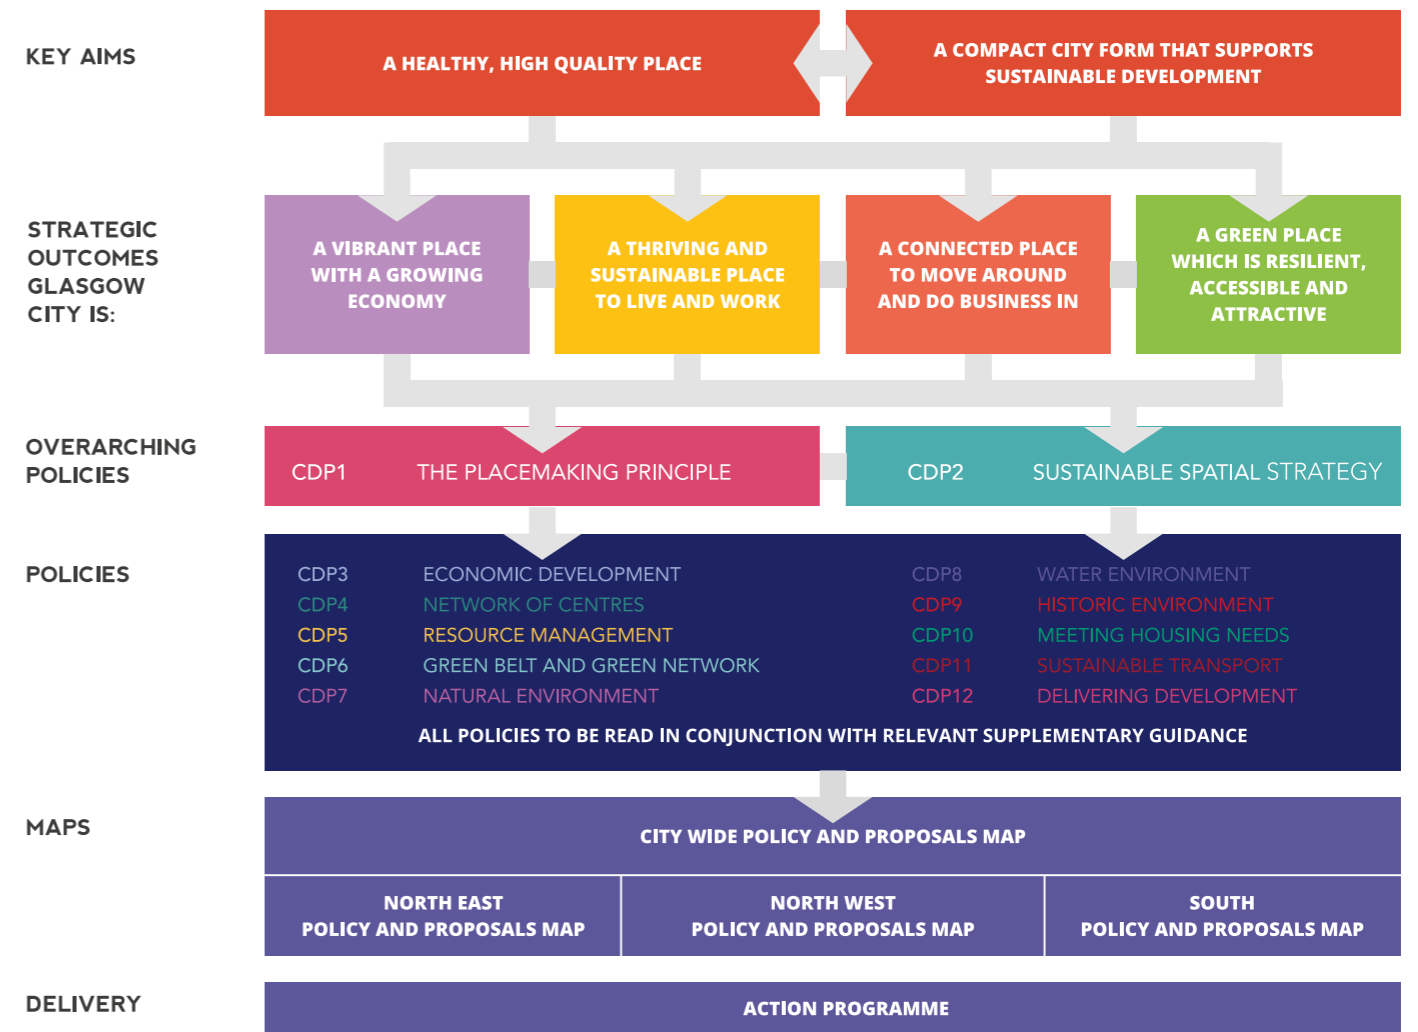 KEY AIMS
A HEALTHY, HIGH QUALITY PLACE
A COMPACT CITY FORM THAT SUPPORTS
SUSTAINABLE DEVELOPMENT
STRATEGIC
OUTCOMES
GLASGOW
CITY IS:
A VIBRANT PLACE
WITH A GROWING
ECONOMY
A THRIVING AND
SUSTAINABLE PLACE
TO LIVE AND WORK
A CONNECTED PLACE
TO MOVE AROUND
AND DO BUSINESS IN
A GREEN PLACE
WHICH IS RESILIENT,
ACCESSIBLE AND
ATTRACTIVE
OVERARCHING
POLICIES
CDP1 THE PLACEMAKING PRINCIPLE
CDP2 SUSTAINABLE SPATIAL STRATEGY
POLICIES
CDP3 ECONOMIC DEVELOPMENT
CDP4 NETWORK OF CENTRES
CDP5 RESOURCE MANAGEMENT
CDP6 GREEN BELT AND GREEN NETWORK
CDP7 NATURAL ENVIRONMENT
CDP8 WATER ENVIRONMENT
CDP9 HISTORIC ENVIRONMENT
CDP10 MEETING HOUSING NEEDS
CDP11 SUSTAINABLE TRANSPORT
CDP12 DELIVERING DEVELOPMENT
ALL POLICIES TO BE READ IN CONJUNCTION WITH RELEVANT SUPPLEMENTARY GUIDANCE
MAPS
CITY WIDE POLICY AND PROPOSALS MAP
NORTH EAST
POLICY AND PROPOSALS MAP
NORTH WEST
POLICY AND PROPOSALS MAP
SOUTH
POLICY AND PROPOSALS MAP
DELIVERY
ACTION PROGRAMME